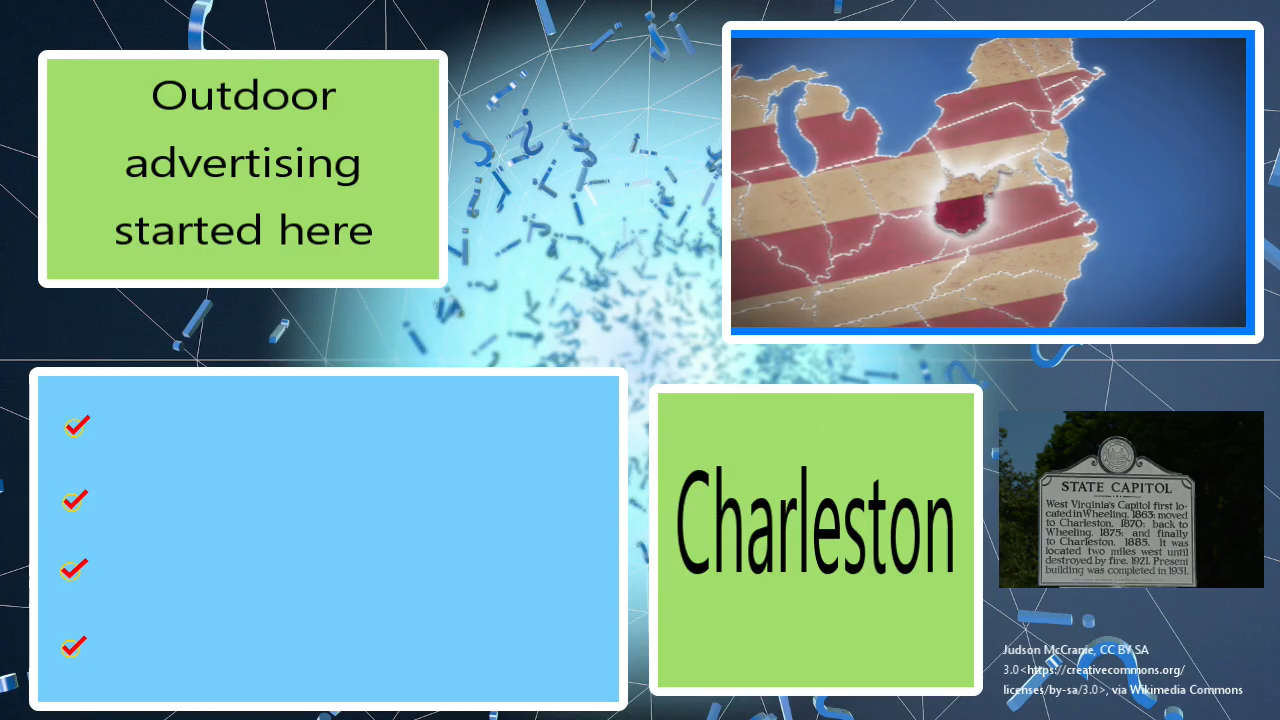 Outdoor
advertising
started here
Charleston
STATE CAPITOL
West Virginia's Capitol first lo-
cated in Wheeling, 1863; moved
to Charleston, 1870; back to
Wheeling, 1875; and finally
to Charleston, 1885. It was
located two miles west until
destroyed by fire, 1921. Present
building was completed in 1931.
Judson McCranie, CC BY SA
3.0<https://creativecommons.org/
licenses/by-sa/3.0>, via Wikimedia Commons